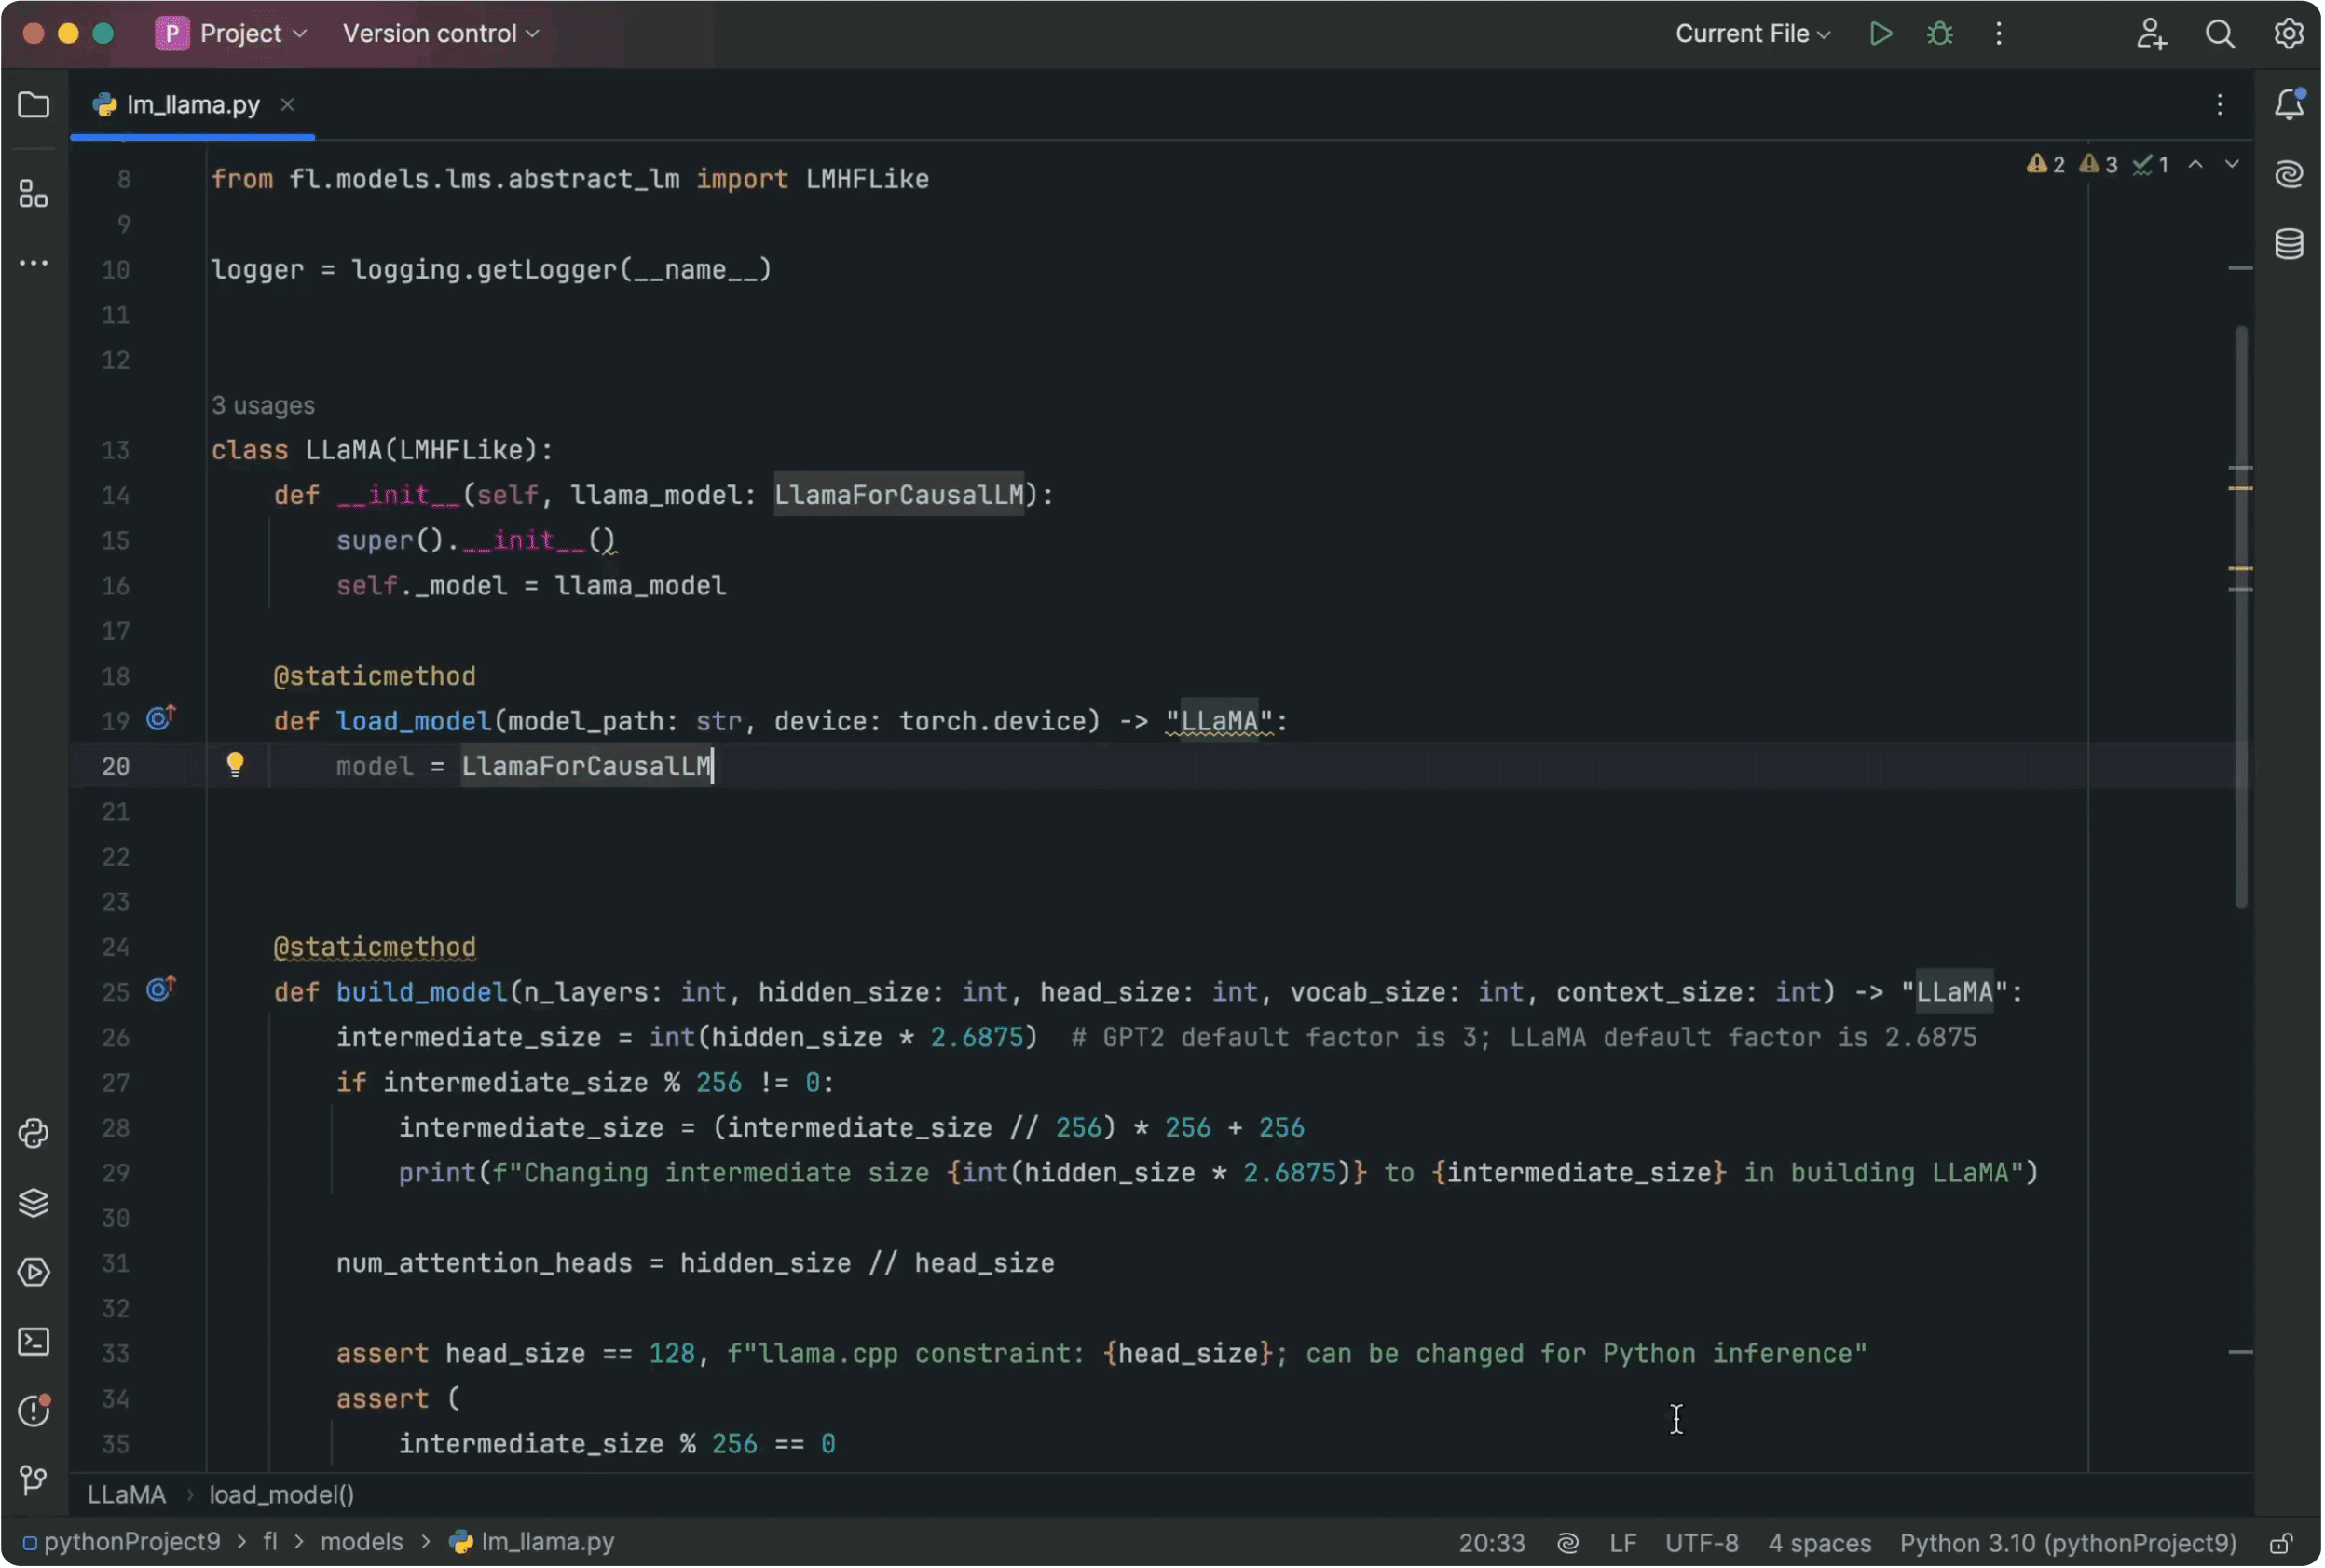 P Project Version control Current File
lm_llama.py
2 3 1
8 from fl.models.lms.abstract_lm import LMHFLike
9
10 logger = logging.getLogger(__name__)
11
12
3 usages
13 class LLaMA(LMHFLike):
14 def __init__(self, llama_model: LlamaForCausalLM):
15 super().__init__()
16 self._model = llama_model
17
18 @staticmethod
19 def load_model(model_path: str, device: torch.device) -> "LLaMA":
20 model = LlamaForCausalLM
21
22
23
24 @staticmethod
25 def build_model(n_layers: int, hidden_size: int, head_size: int, vocab_size: int, context_size: int) -> "LLaMA":
26 intermediate_size = int(hidden_size * 2.6875)  # GPT2 default factor is 3; LLaMA default factor is 2.6875
27 if intermediate_size % 256 != 0:
28 intermediate_size = (intermediate_size // 256) * 256 + 256
29 print(f"Changing intermediate size {int(hidden_size * 2.6875)} to {intermediate_size} in building LLaMA")
30
31 num_attention_heads = hidden_size // head_size
32
33 assert head_size == 128, f"llama.cpp constraint: {head_size}; can be changed for Python inference"
34 assert (
35 intermediate_size % 256 == 0
LLaMA › load_model()
pythonProject9 > fl > models > lm_llama.py 20:33 LF UTF-8 4 spaces Python 3.10 (pythonProject9)